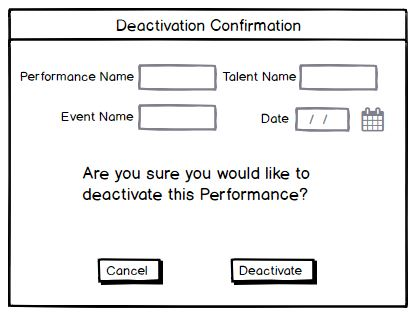 Deactivation Confirmation
Performance Name Talent Name
Event Name Date / /
Are you sure you would like to
deactivate this Performance?
Cancel Deactivate